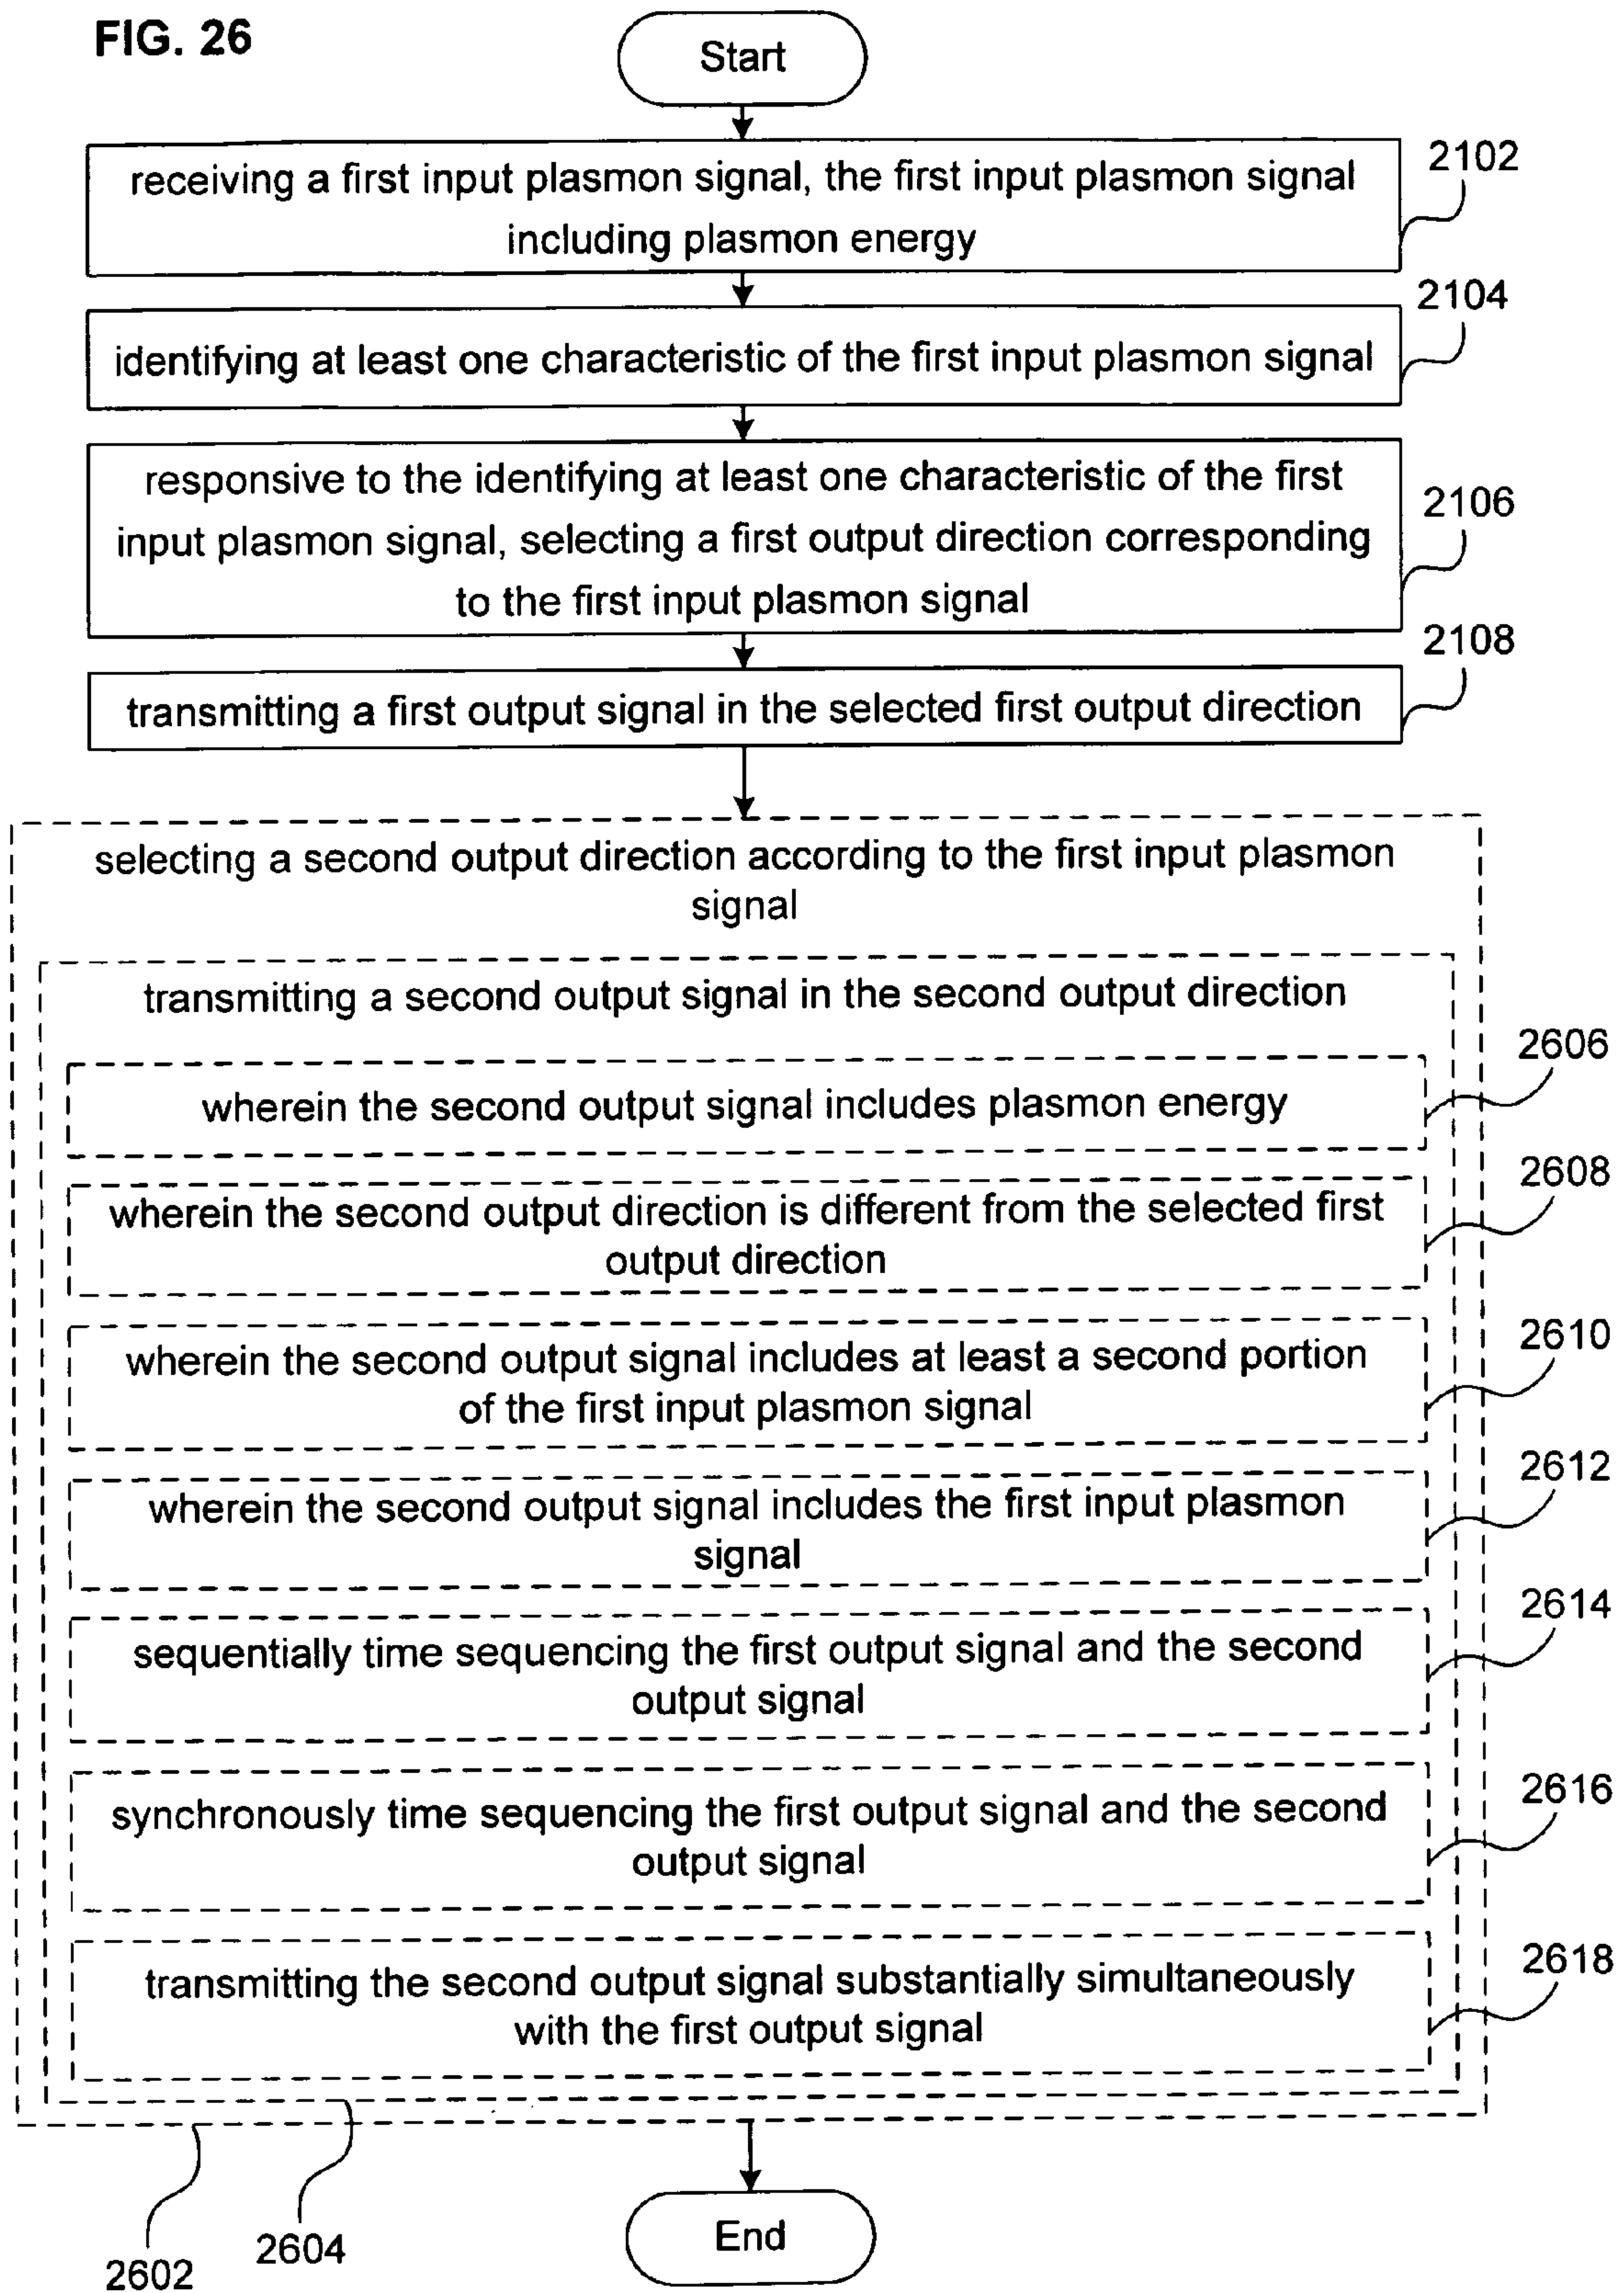 FIG. 26
Start
receiving a first input plasmon signal, the first input plasmon signal
including plasmon energy
2102
identifying at least one characteristic of the first input plasmon signal
2104
responsive to the identifying at least one characteristic of the first
input plasmon signal, selecting a first output direction corresponding
to the first input plasmon signal
2106
transmitting a first output signal in the selected first output direction
2108
selecting a second output direction according to the first input plasmon
signal
transmitting a second output signal in the second output direction
wherein the second output signal includes plasmon energy
2606
wherein the second output direction is different from the selected first
output direction
2608
wherein the second output signal includes at least a second portion
of the first input plasmon signal
2610
wherein the second output signal includes the first input plasmon
signal
2612
sequentially time sequencing the first output signal and the second
output signal
2614
synchronously time sequencing the first output signal and the second
output signal
2616
transmitting the second output signal substantially simultaneously
with the first output signal
2618
2602
2604
End